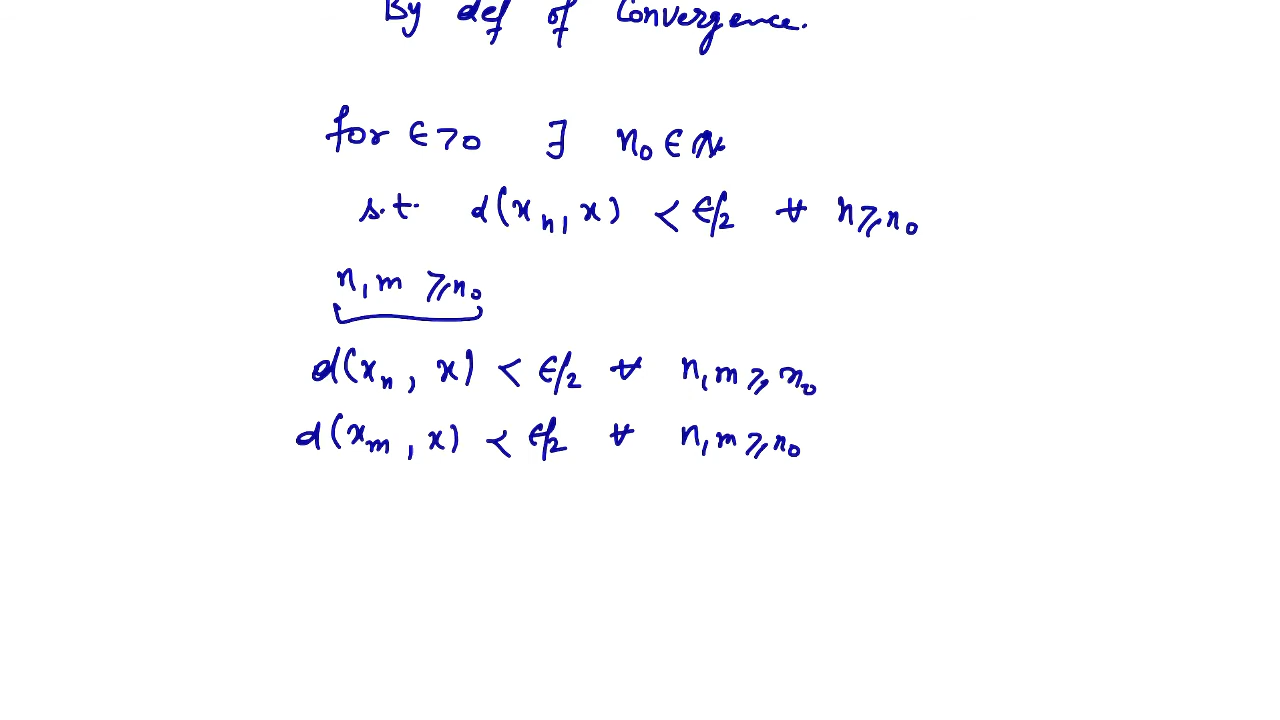 By def of Convergence.
for ϵ>0 ∃ n₀ ∈ ℕ
s.t. d(xₙ, x) < ϵ/2 ∀ n⩾n₀
n, m ⩾n₀
d(xₙ, x) < ϵ/2 ∀ n, m ⩾ n₀
d(xₘ, x) < ϵ/2 ∀ n, m ⩾ n₀